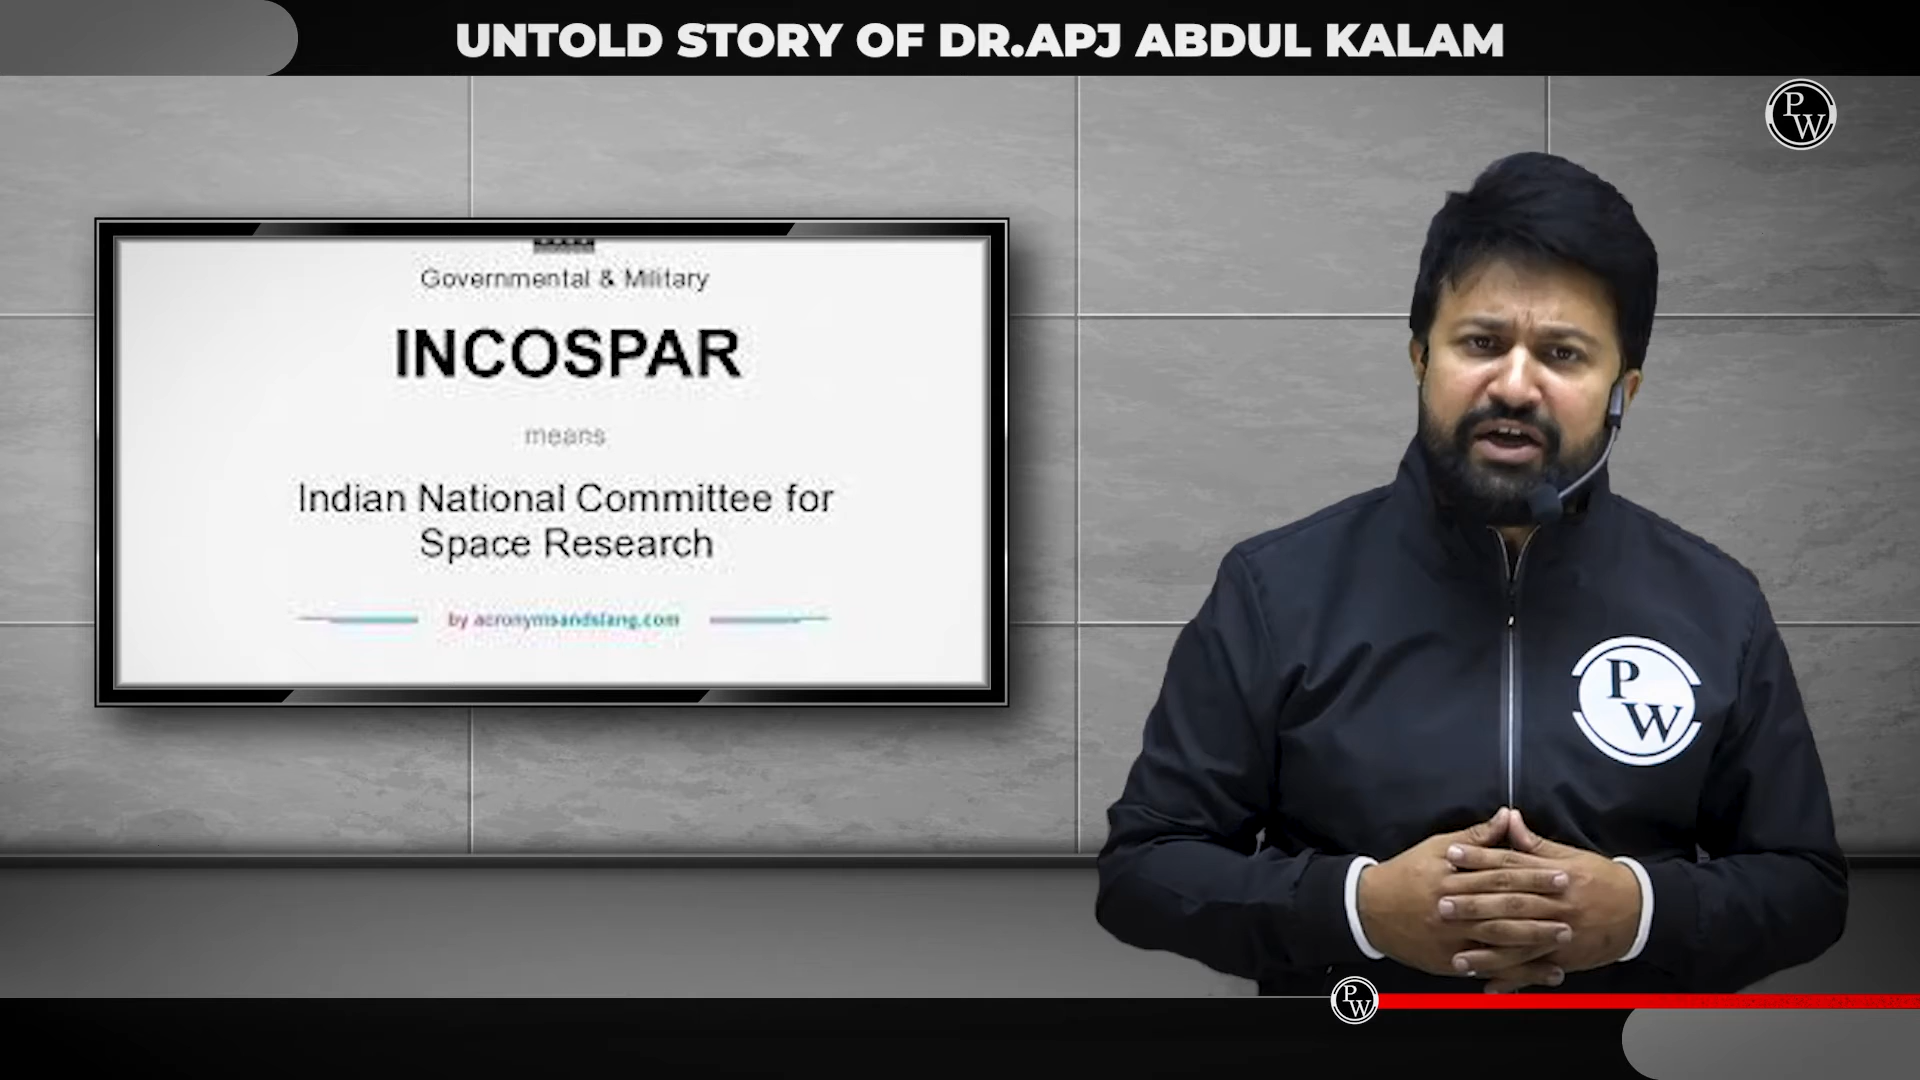 UNTOLD STORY OF DR.APJ ABDUL KALAM
PW
Governmental & Military
INCOSPAR
means
Indian National Committee for
Space Research
by acronymsandslang.com
PW
PW